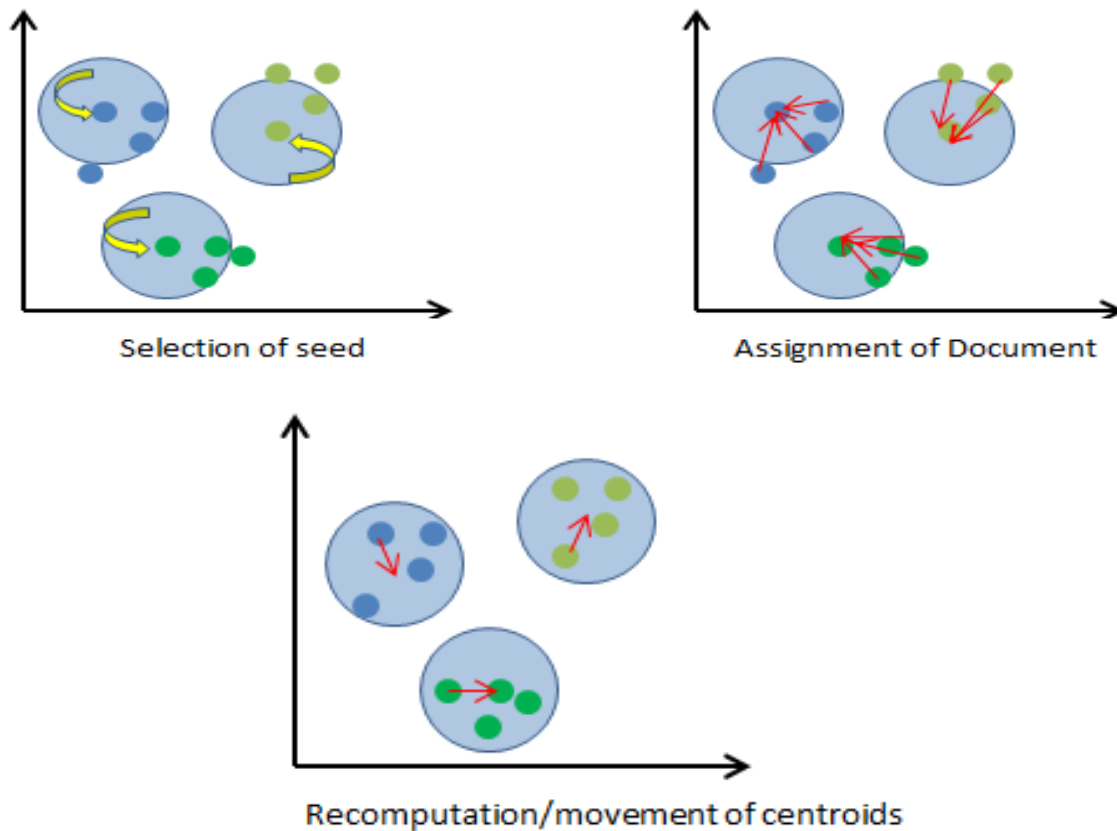 Selection of seed
Assignment of Document
Recomputation/movement of centroids